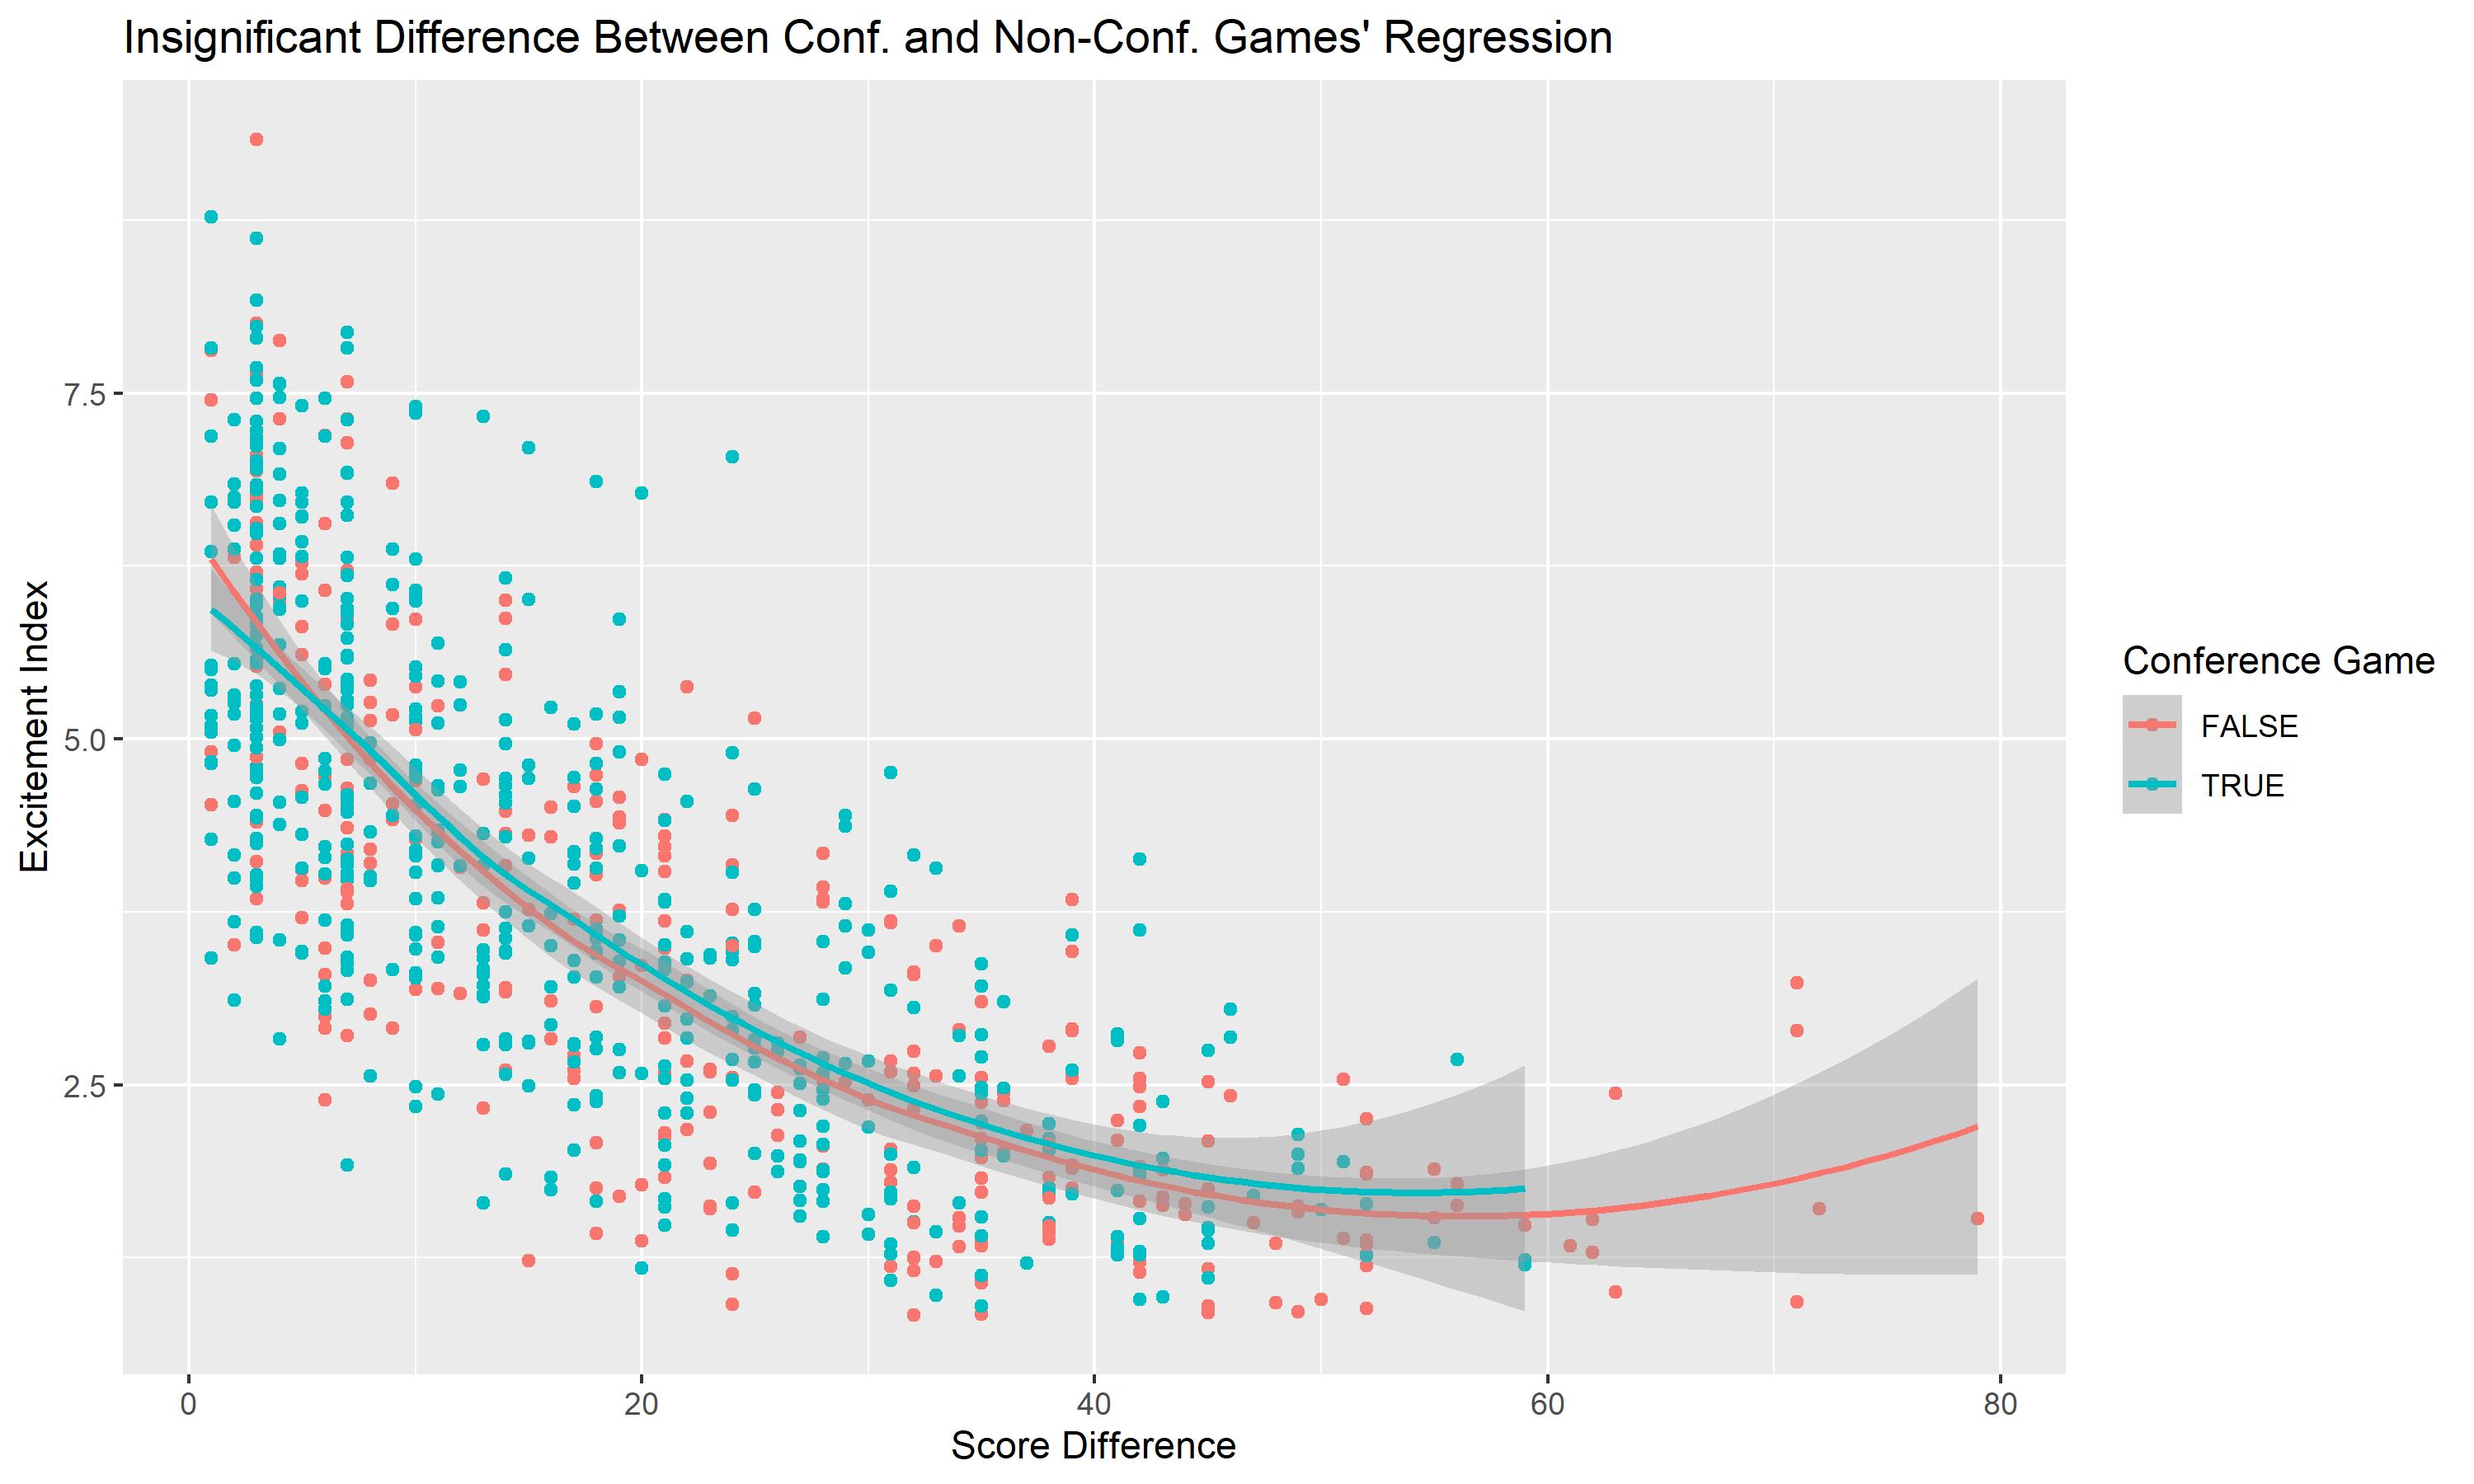 Insignificant Difference Between Conf. and Non-Conf. Games' Regression
Excitement Index
7.5
5.0
2.5
0
20
40
60
80
Score Difference
Conference Game
FALSE
TRUE